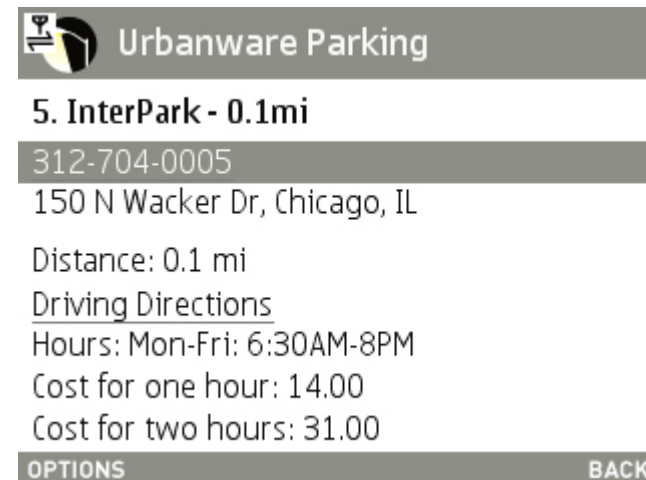 Urbanware Parking
5. InterPark - 0.1mi
312-704-0005
150 N Wacker Dr, Chicago, IL
Distance: 0.1 mi
Driving Directions
Hours: Mon-Fri: 6:30AM-8PM
Cost for one hour: 14.00
Cost for two hours: 31.00
OPTIONS BACK